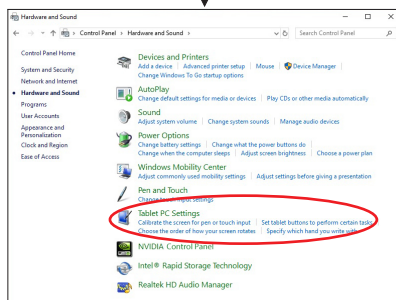 Hardware and Sound
Control Panel > Hardware and Sound >
Search Control Panel
Control Panel Home
System and Security
Network and Internet
Hardware and Sound
Programs
User Accounts
Appearance and
Personalization
Clock and Region
Ease of Access
Devices and Printers
Add a device | Advanced printer setup | Mouse | Device Manager |
Change Windows To Go startup options
AutoPlay
Change default settings for media or devices | Play CDs or other media automatically
Sound
Adjust system volume | Change system sounds | Manage audio devices
Power Options
Change battery settings | Change what the power buttons do
Change when the computer sleeps | Adjust screen brightness | Choose a power plan
Windows Mobility Center
Adjust commonly used mobility settings | Adjust settings before giving a presentation
Pen and Touch
Change touch input settings
Tablet PC Settings
Calibrate the screen for pen or touch input | Set tablet buttons to perform certain tasks
Choose the order of how your screen rotates | Specify which hand you write with
NVIDIA Control Panel
Intel® Rapid Storage Technology
Realtek HD Audio Manager